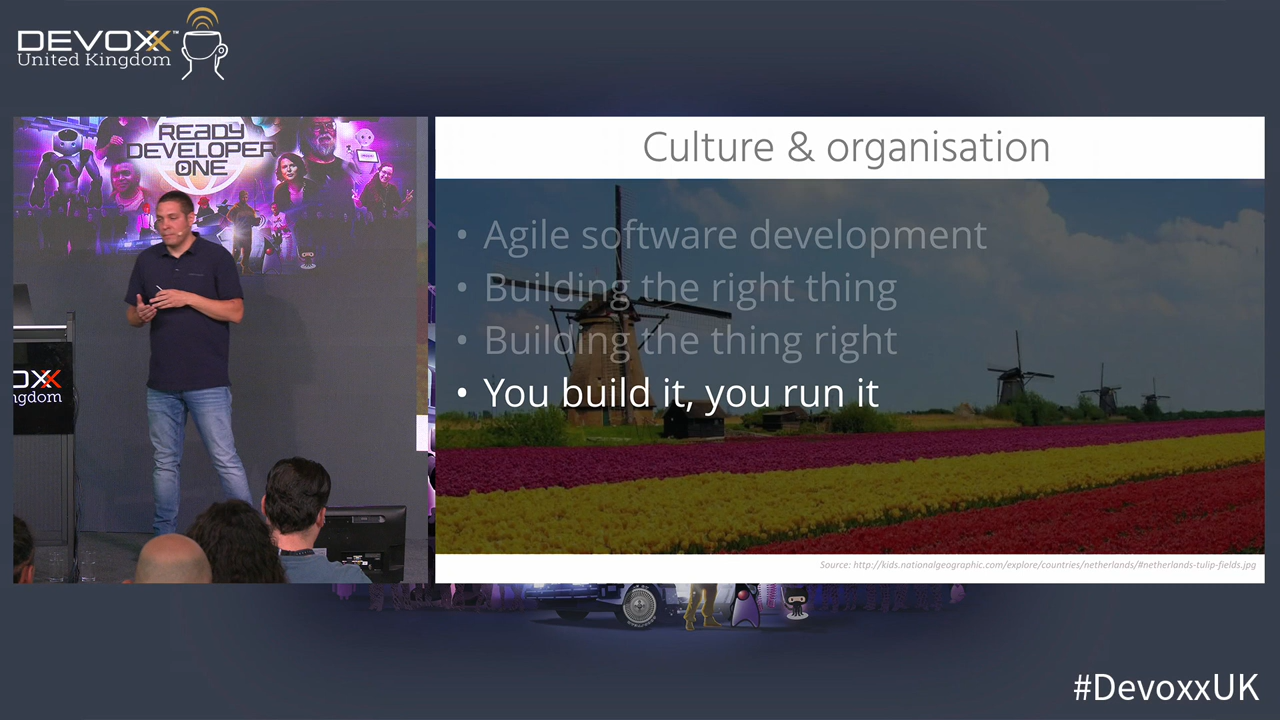 DEVOXX™
United Kingdom
READY
DEVELOPER
ONE
OXX
ngdom
Culture & organisation
• Agile software development
• Building the right thing
• Building the thing right
• You build it, you run it
Source: http://kids.nationalgeographic.com/explore/countries/netherlands/#netherlands-tulip-fields.jpg
#DevoxxUK